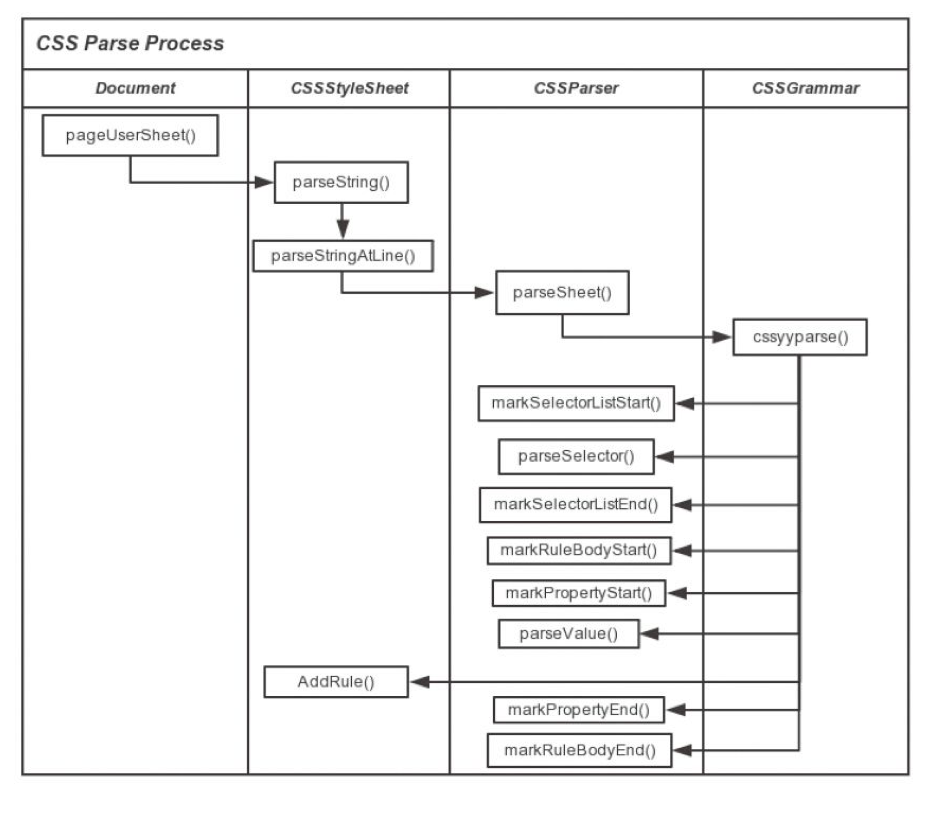 CSS Parse Process
Document
CSSStyleSheet
CSSParser
CSSGrammar
pageUserSheet()
parseString()
parseStringAtLine()
parseSheet()
cssyyparse()
markSelectorListStart()
parseSelector()
markSelectorListEnd()
markRuleBodyStart()
markPropertyStart()
parseValue()
AddRule()
markPropertyEnd()
markRuleBodyEnd()